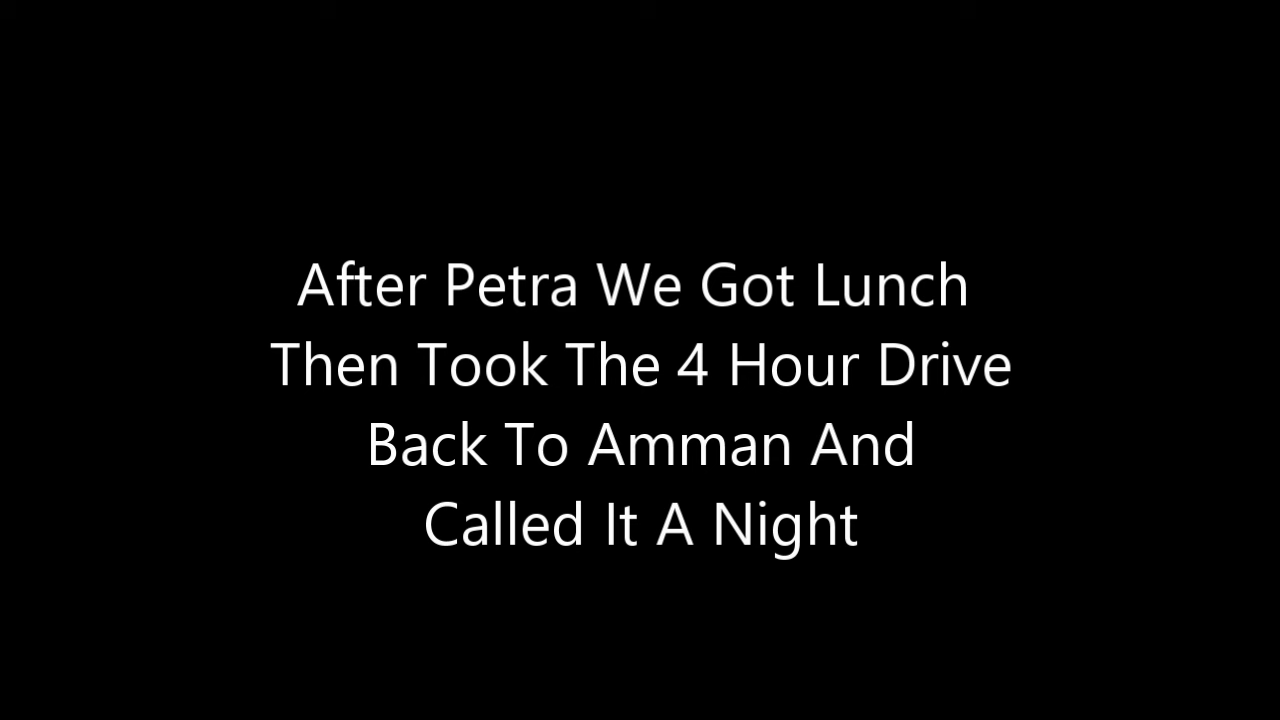 After Petra We Got Lunch
Then Took The 4 Hour Drive
Back To Amman And
Called It A Night